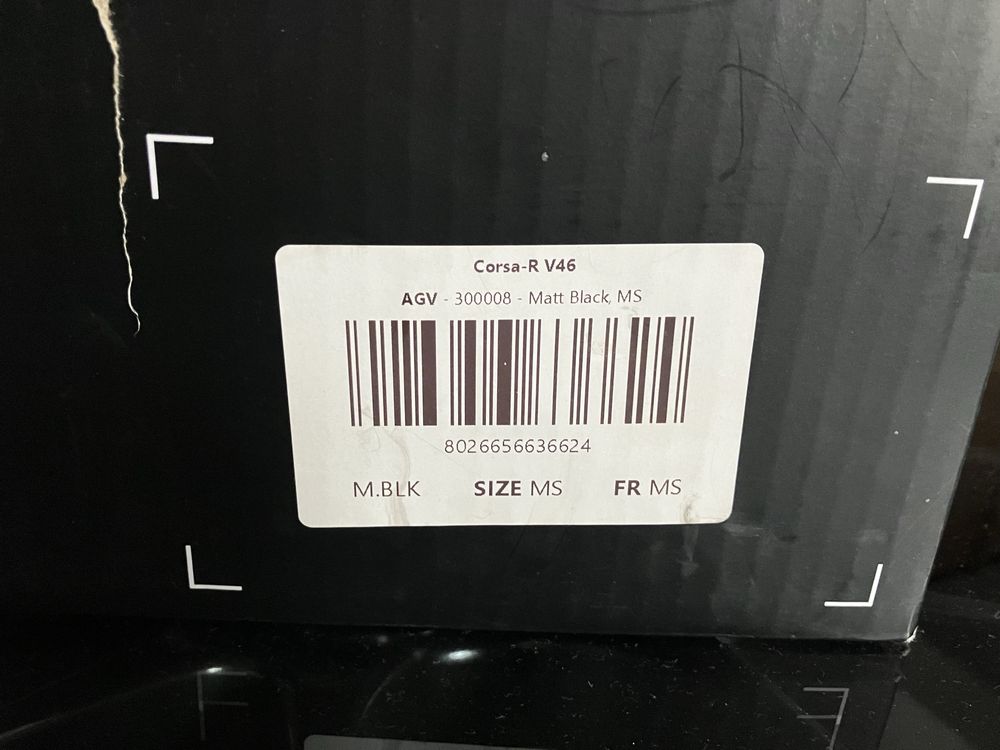 Corsa-R V46
AGV - 300008 - Matt Black, MS
8026656636624
M.BLK SIZE MS FR MS